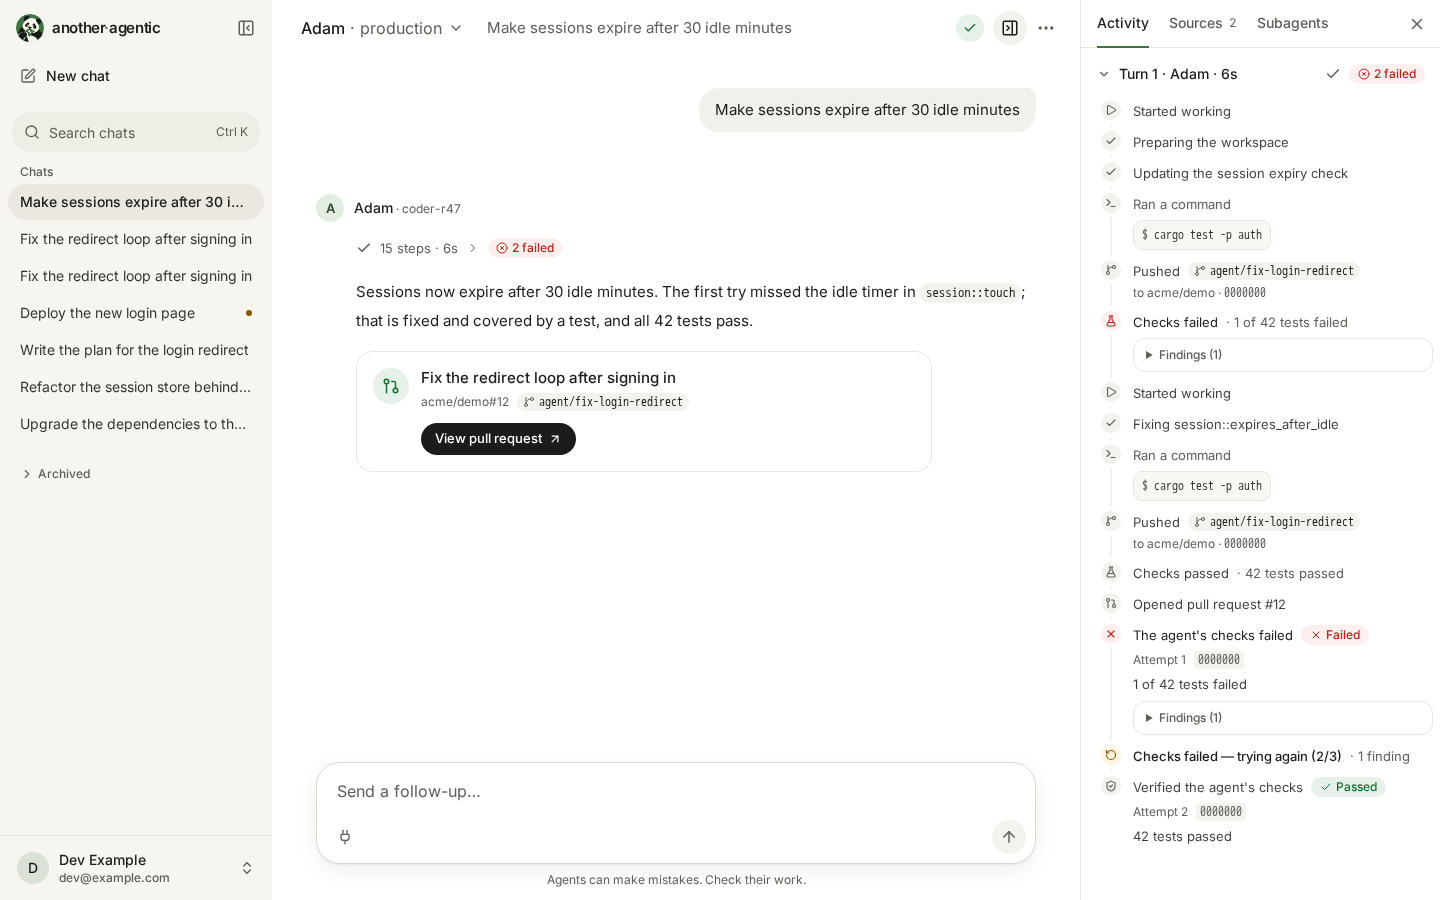 another·agentic
New chat
Search chats Ctrl K
Chats
Make sessions expire after 30 i...
Fix the redirect loop after signing in
Fix the redirect loop after signing in
Deploy the new login page
Write the plan for the login redirect
Refactor the session store behind...
Upgrade the dependencies to th...
Archived
D
Dev Example
dev@example.com
Adam · production
Make sessions expire after 30 idle minutes
Make sessions expire after 30 idle minutes
A Adam · coder-r47
15 steps · 6s 2 failed
Sessions now expire after 30 idle minutes. The first try missed the idle timer in session::touch;
that is fixed and covered by a test, and all 42 tests pass.
Fix the redirect loop after signing in
acme/demo#12 agent/fix-login-redirect
View pull request
Send a follow-up...
Agents can make mistakes. Check their work.
Activity Sources 2 Subagents
Turn 1 · Adam · 6s 2 failed
Started working
Preparing the workspace
Updating the session expiry check
Ran a command
$ cargo test -p auth
Pushed agent/fix-login-redirect
to acme/demo · 0000000
Checks failed · 1 of 42 tests failed
Findings (1)
Started working
Fixing session::expires_after_idle
Ran a command
$ cargo test -p auth
Pushed agent/fix-login-redirect
to acme/demo · 0000000
Checks passed · 42 tests passed
Opened pull request #12
The agent's checks failed Failed
Attempt 1 0000000
1 of 42 tests failed
Findings (1)
Checks failed — trying again (2/3) · 1 finding
Verified the agent's checks Passed
Attempt 2 0000000
42 tests passed